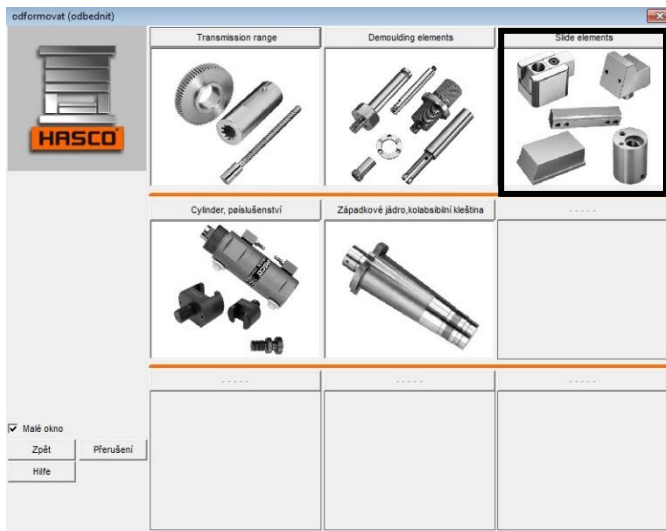 odformovat (odbednit)
Transmission range
Demoulding elements
Slide elements
HASCO
Cylinder, pøíslušenství
Západkové jádro,kolabsibilní kleština
- - - - -
- - - - -
- - - - -
- - - - -
Malé okno
Zpět
Přerušení
Hilfe